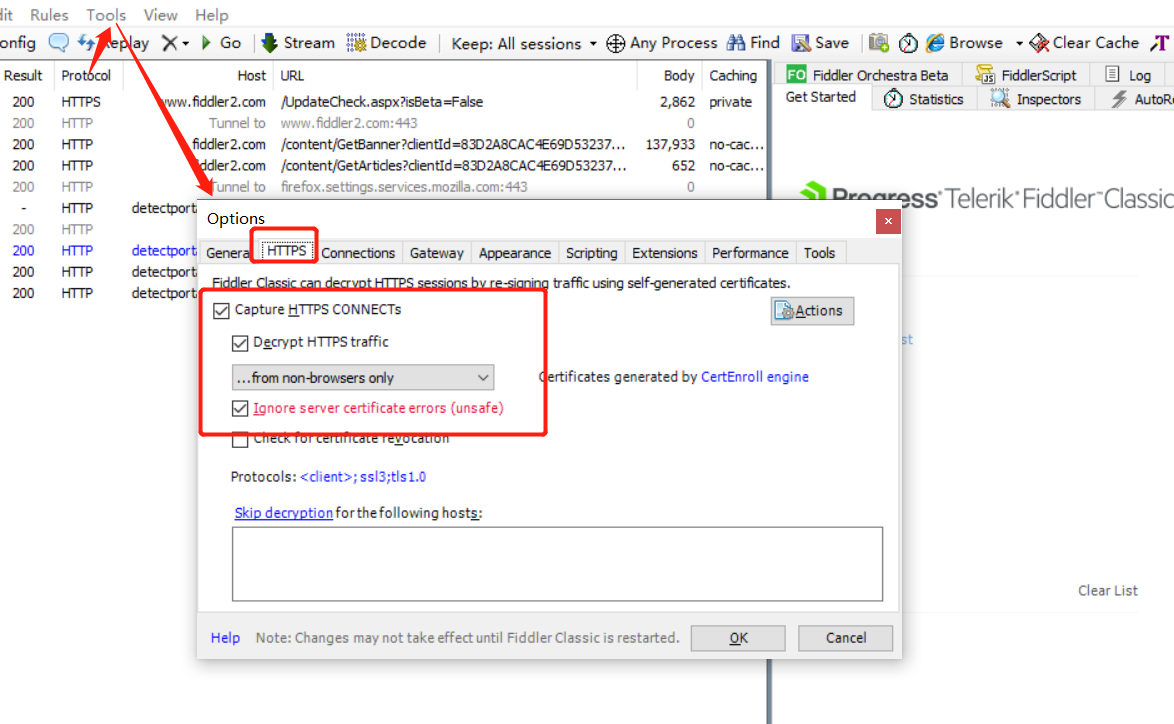 Rules Tools View Help
onfig Replay Go Stream Decode Keep: All sessions Any Process Find Save Browse Clear Cache
Result Protocol Host URL Body Caching
200 HTTPS www.fiddler2.com /UpdateCheck.aspx?isBeta=False 2,862 private
200 HTTP Tunnel to www.fiddler2.com:443 0
200 HTTP fiddler2.com /content/GetBanner?clientId=83D2A8CAC4E69D53237... 137,933 no-cac...
200 HTTP fiddler2.com /content/GetArticles?clientId=83D2A8CAC4E69D53237... 652 no-cac...
200 HTTP Tunnel to firefox.settings.services.mozilla.com:443 0
- HTTP detectporta
200 HTTP
200 HTTP detectporta
200 HTTP detectporta
200 HTTP detectporta
FO Fiddler Orchestra Beta FiddlerScript Log
Get Started Statistics Inspectors AutoRe
Progress Telerik Fiddler Classic
st
Clear List
Options
General HTTPS Connections Gateway Appearance Scripting Extensions Performance Tools
Fiddler Classic can decrypt HTTPS sessions by re-signing traffic using self-generated certificates.
Capture HTTPS CONNECTs
Actions
Decrypt HTTPS traffic
...from non-browsers only
Certificates generated by CertEnroll engine
Ignore server certificate errors (unsafe)
Check for certificate revocation
Protocols: <client>;ssl3;tls1.0
Skip decryption for the following hosts:
Help Note: Changes may not take effect until Fiddler Classic is restarted. OK Cancel